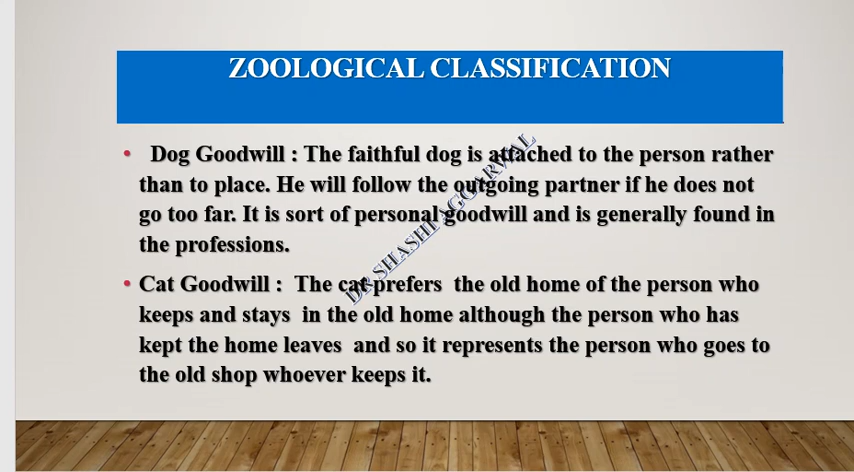 ZOOLOGICAL CLASSIFICATION
• Dog Goodwill : The faithful dog is attached to the person rather
than to place. He will follow the outgoing partner if he does not
go too far. It is sort of personal goodwill and is generally found in
the professions.
• Cat Goodwill : The cat prefers the old home of the person who
keeps and stays in the old home although the person who has
kept the home leaves and so it represents the person who goes to
the old shop whoever keeps it.
DR SHASHI AGGARWAL